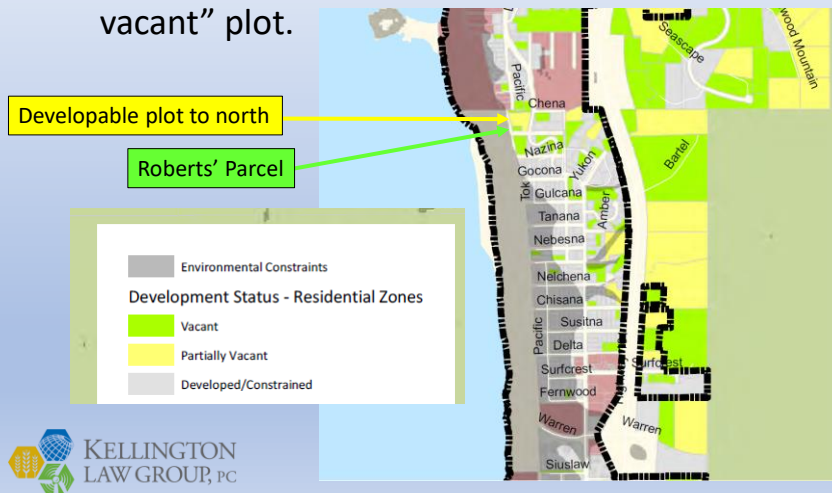 vacant” plot.
Developable plot to north
Roberts’ Parcel
Environmental Constraints
Development Status - Residential Zones
Vacant
Partially Vacant
Developed/Constrained
KELLINGTON
LAW GROUP, PC
Seascape
Mountain
Pacific
Chena
Bartel
Nazina
Yukon
Gocona
Tok
Gulcana
Amber
Tanana
Nebesna
Nelchena
Chisana
Pacific
Susitna
Delta
Surfcrest
Surfcrest
Fernwood
Warren
Warren
Siuslaw